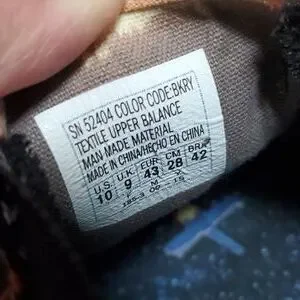 SN 52404 COLOR CODE:BKRY
TEXTILE UPPER BALANCE
MAN MADE MATERIAL
MADE IN CHINA/HECHO EN CHINA
U.S. U.K. EUR CM BRA
10 9 43 28 42